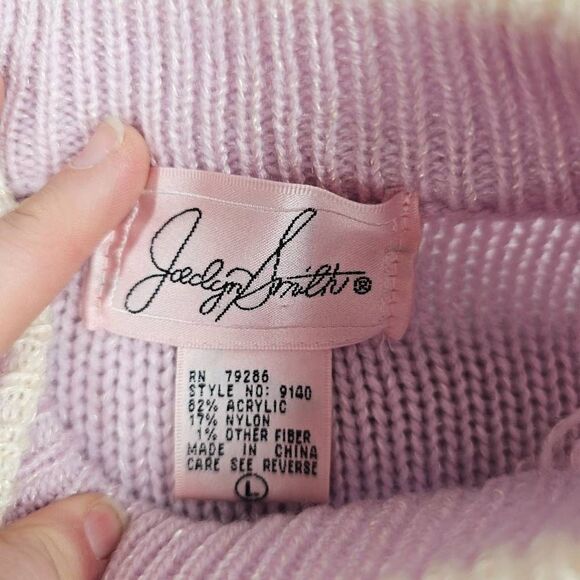 Jaclyn Smith®
RN 79286
STYLE NO: 9140
82% ACRYLIC
17% NYLON
1% OTHER FIBER
MADE IN CHINA
CARE SEE REVERSE
L